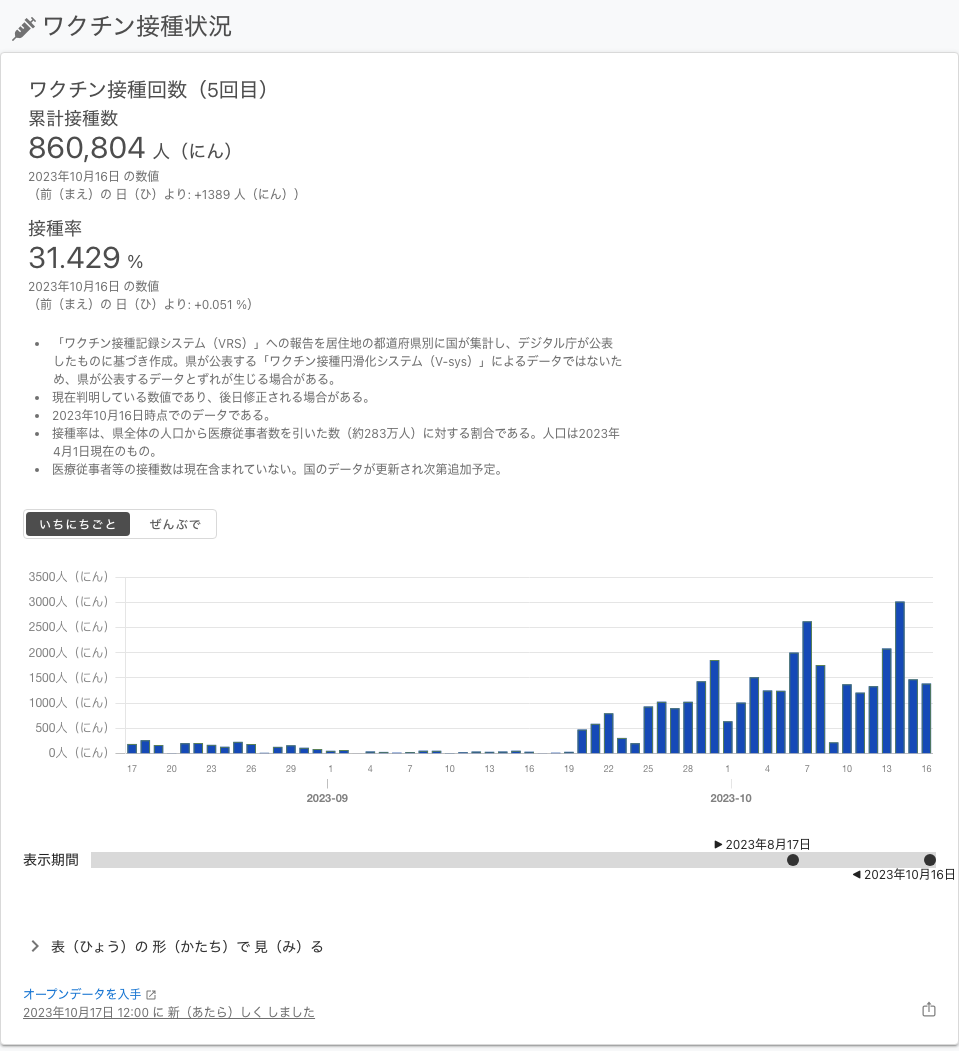 ワクチン接種状況
ワクチン接種回数（5回目）
累計接種数
860,804 人（にん）
2023年10月16日 の数値
（前（まえ）の 日（ひ）より: +1389 人（にん））
接種率
31.429 %
2023年10月16日 の数値
（前（まえ）の 日（ひ）より: +0.051 %）
• 「ワクチン接種記録システム（VRS）」への報告を居住地の都道府県別に国が集計し、デジタル庁が公表
したものに基づき作成。県が公表する「ワクチン接種円滑化システム（V-sys）」によるデータではないた
め、県が公表するデータとずれが生じる場合がある。
• 現在判明している数値であり、後日修正される場合がある。
• 2023年10月16日時点でのデータである。
• 接種率は、県全体の人口から医療従事者数を引いた数（約283万人）に対する割合である。人口は2023年
4月1日現在のもの。
• 医療従事者等の接種数は現在含まれていない。国のデータが更新され次第追加予定。
いちにちごと ぜんぶで
3500人（にん）
3000人（にん）
2500人（にん）
2000人（にん）
1500人（にん）
1000人（にん）
500人（にん）
0人（にん）
17 20 23 26 29 1 4 7 10 13 16 19 22 25 28 1 4 7 10 13 16
2023-09 2023-10
▶ 2023年8月17日
表示期間
◀ 2023年10月16日
表（ひょう）の 形（かたち）で 見（み）る
オープンデータを入手
2023年10月17日 12:00 に 新（あたら）しく しました